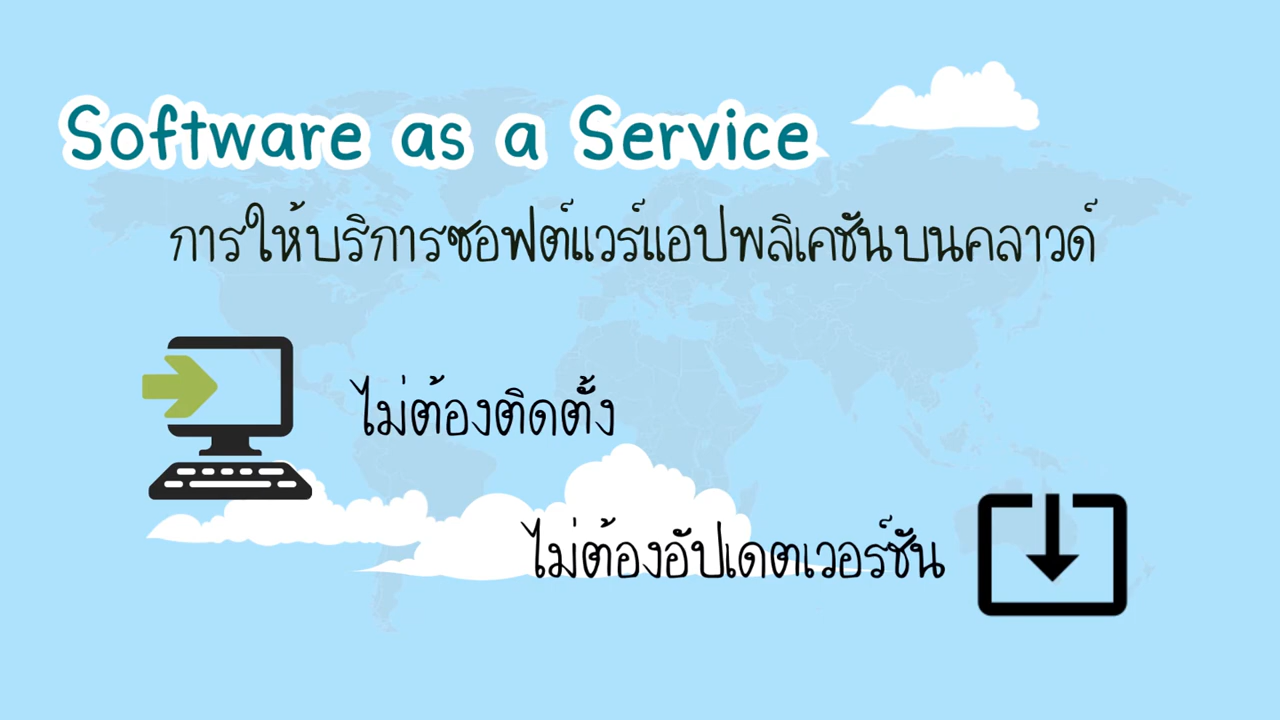 Software as a Service
การให้บริการซอฟต์แวร์แอปพลิเคชันบนคลาวด์
ไม่ต้องติดตั้ง
ไม่ต้องอัปเดตเวอร์ชัน